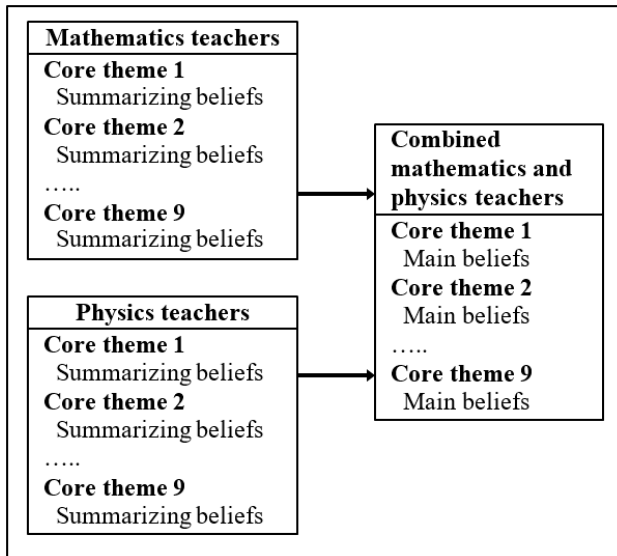 Mathematics teachers
Core theme 1
Summarizing beliefs
Core theme 2
Summarizing beliefs
…..
Core theme 9
Summarizing beliefs
Physics teachers
Core theme 1
Summarizing beliefs
Core theme 2
Summarizing beliefs
…..
Core theme 9
Summarizing beliefs
Combined
mathematics and
physics teachers
Core theme 1
Main beliefs
Core theme 2
Main beliefs
…..
Core theme 9
Main beliefs